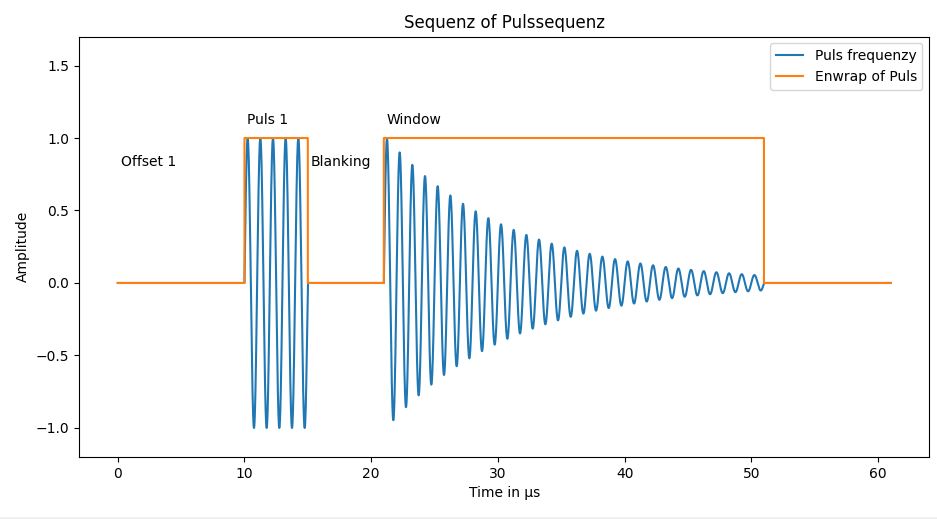 Sequenz of Pulssequenz
Puls frequenzy
Enwrap of Puls
1.5
1.0
0.5
0.0
−0.5
−1.0
Amplitude
Offset 1
Puls 1
Blanking
Window
0
10
20
30
40
50
60
Time in µs